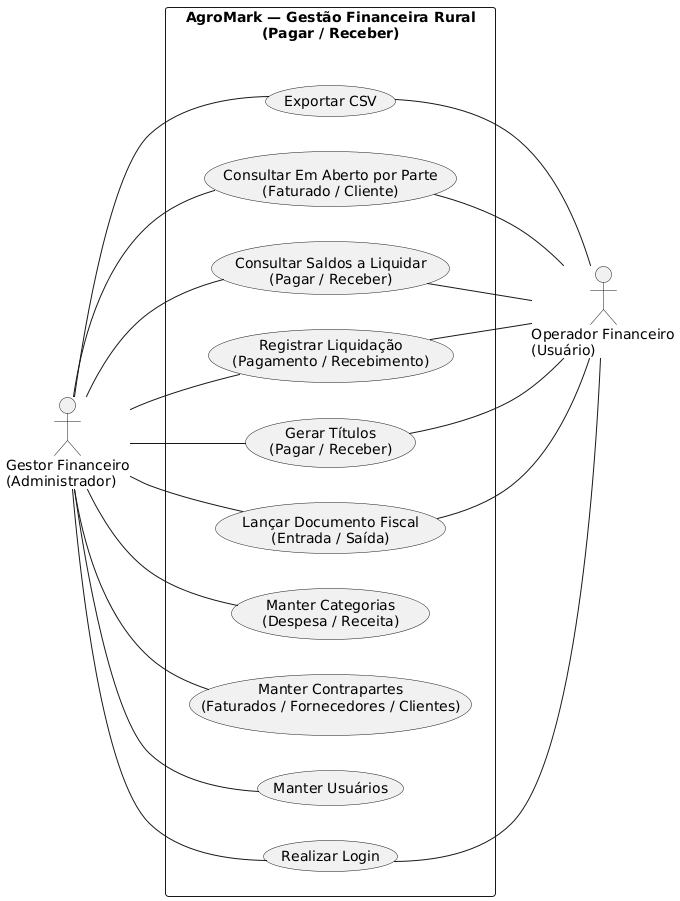 AgroMark — Gestão Financeira Rural
(Pagar / Receber)
Exportar CSV
Consultar Em Aberto por Parte
(Faturado / Cliente)
Consultar Saldos a Liquidar
(Pagar / Receber)
Registrar Liquidação
(Pagamento / Recebimento)
Operador Financeiro
(Usuário)
Gerar Títulos
(Pagar / Receber)
Gestor Financeiro
(Administrador)
Lançar Documento Fiscal
(Entrada / Saída)
Manter Categorias
(Despesa / Receita)
Manter Contrapartes
(Faturados / Fornecedores / Clientes)
Manter Usuários
Realizar Login